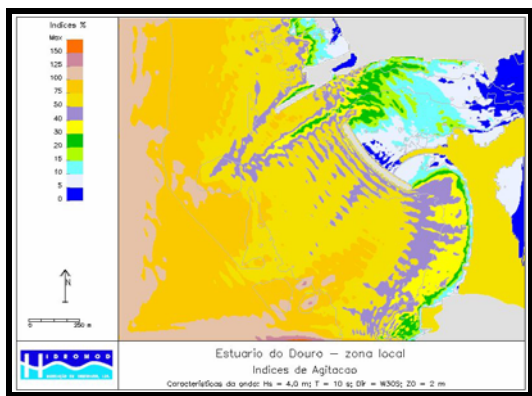 Indices %
Max
150
125
100
75
50
40
30
20
15
10
5
0
N
0 250 m
HIDROMOD
Estuario do Douro – zona local
Indices de Agitacao
Características da onda: Hs = 4,0 m; T = 10 s; Dir = W30S; Z0 = 2 m